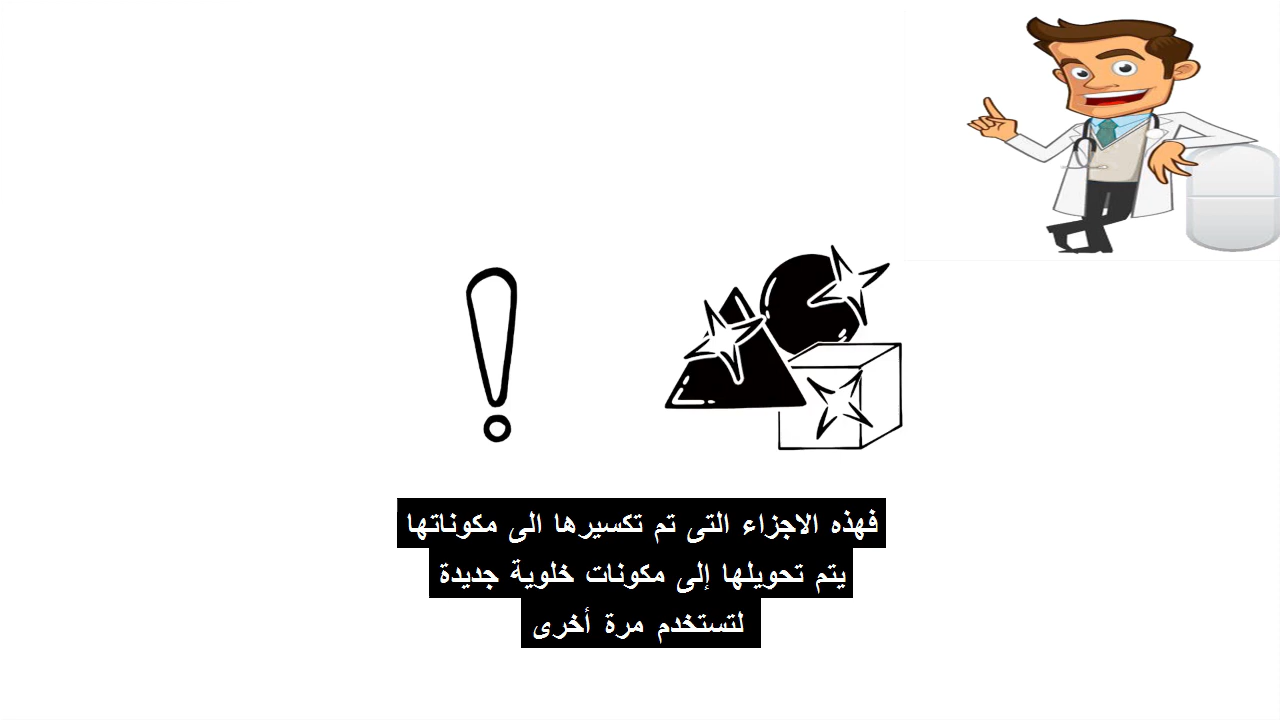 فهذه الاجزاء التى تم تكسيرها الى مكوناتها
يتم تحويلها إلى مكونات خلوية جديدة
لتستخدم مرة أخرى